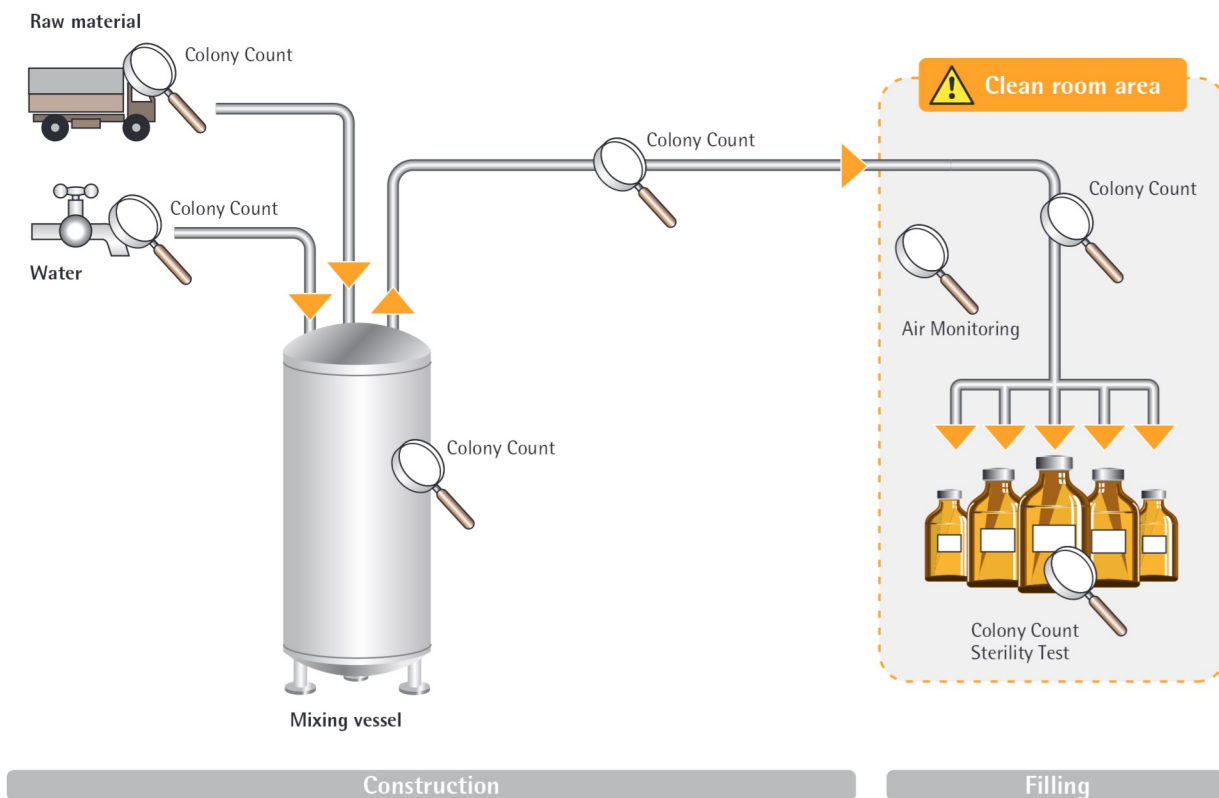 Raw material
Colony Count
Clean room area
Colony Count
Colony Count
Colony Count
Water
Air Monitoring
Colony Count
Colony Count
Sterility Test
Mixing vessel
Construction
Filling